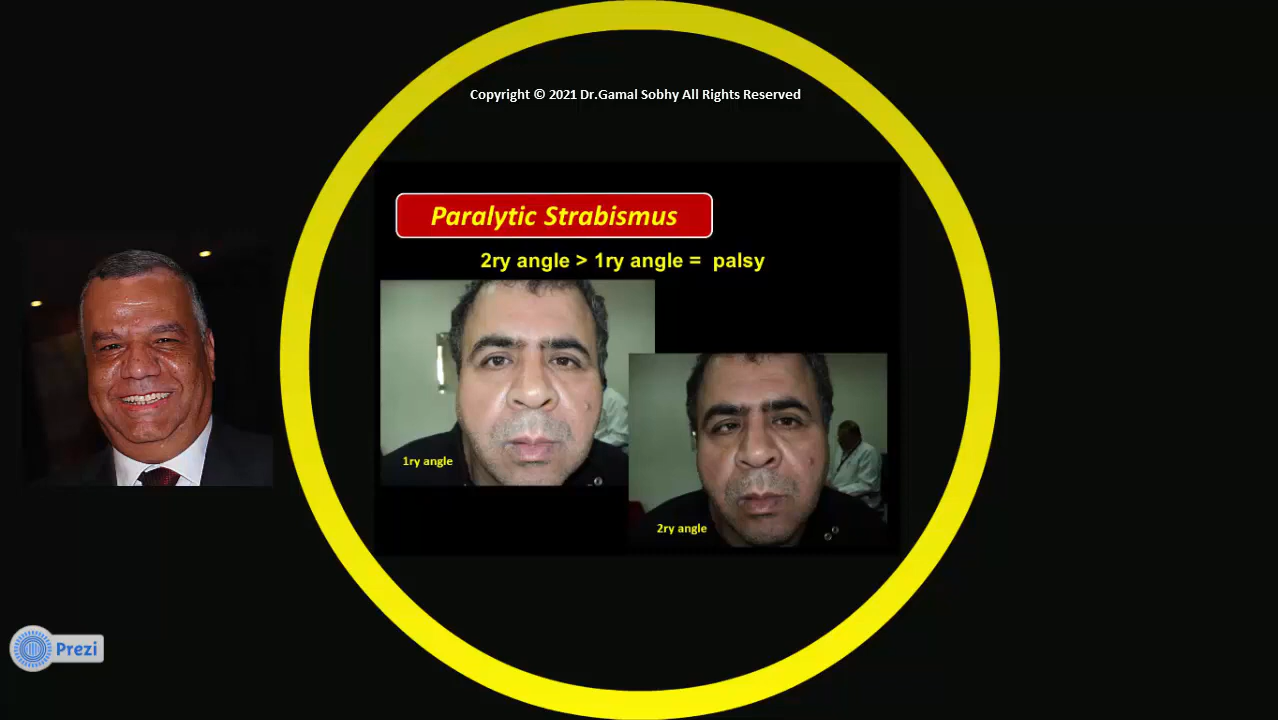 Copyright © 2021 Dr.Gamal Sobhy All Rights Reserved
Paralytic Strabismus
2ry angle > 1ry angle = palsy
1ry angle
2ry angle
Prezi